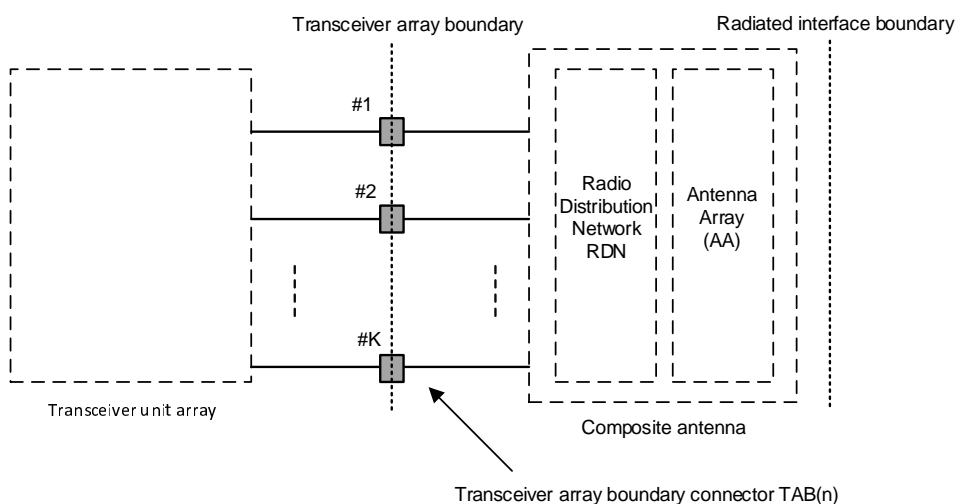 Transceiver array boundary
Radiated interface boundary
#1
#2
#K
Radio
Distribution
Network
RDN
Antenna
Array
(AA)
Transceiver unit array
Composite antenna
Transceiver array boundary connector TAB(n)